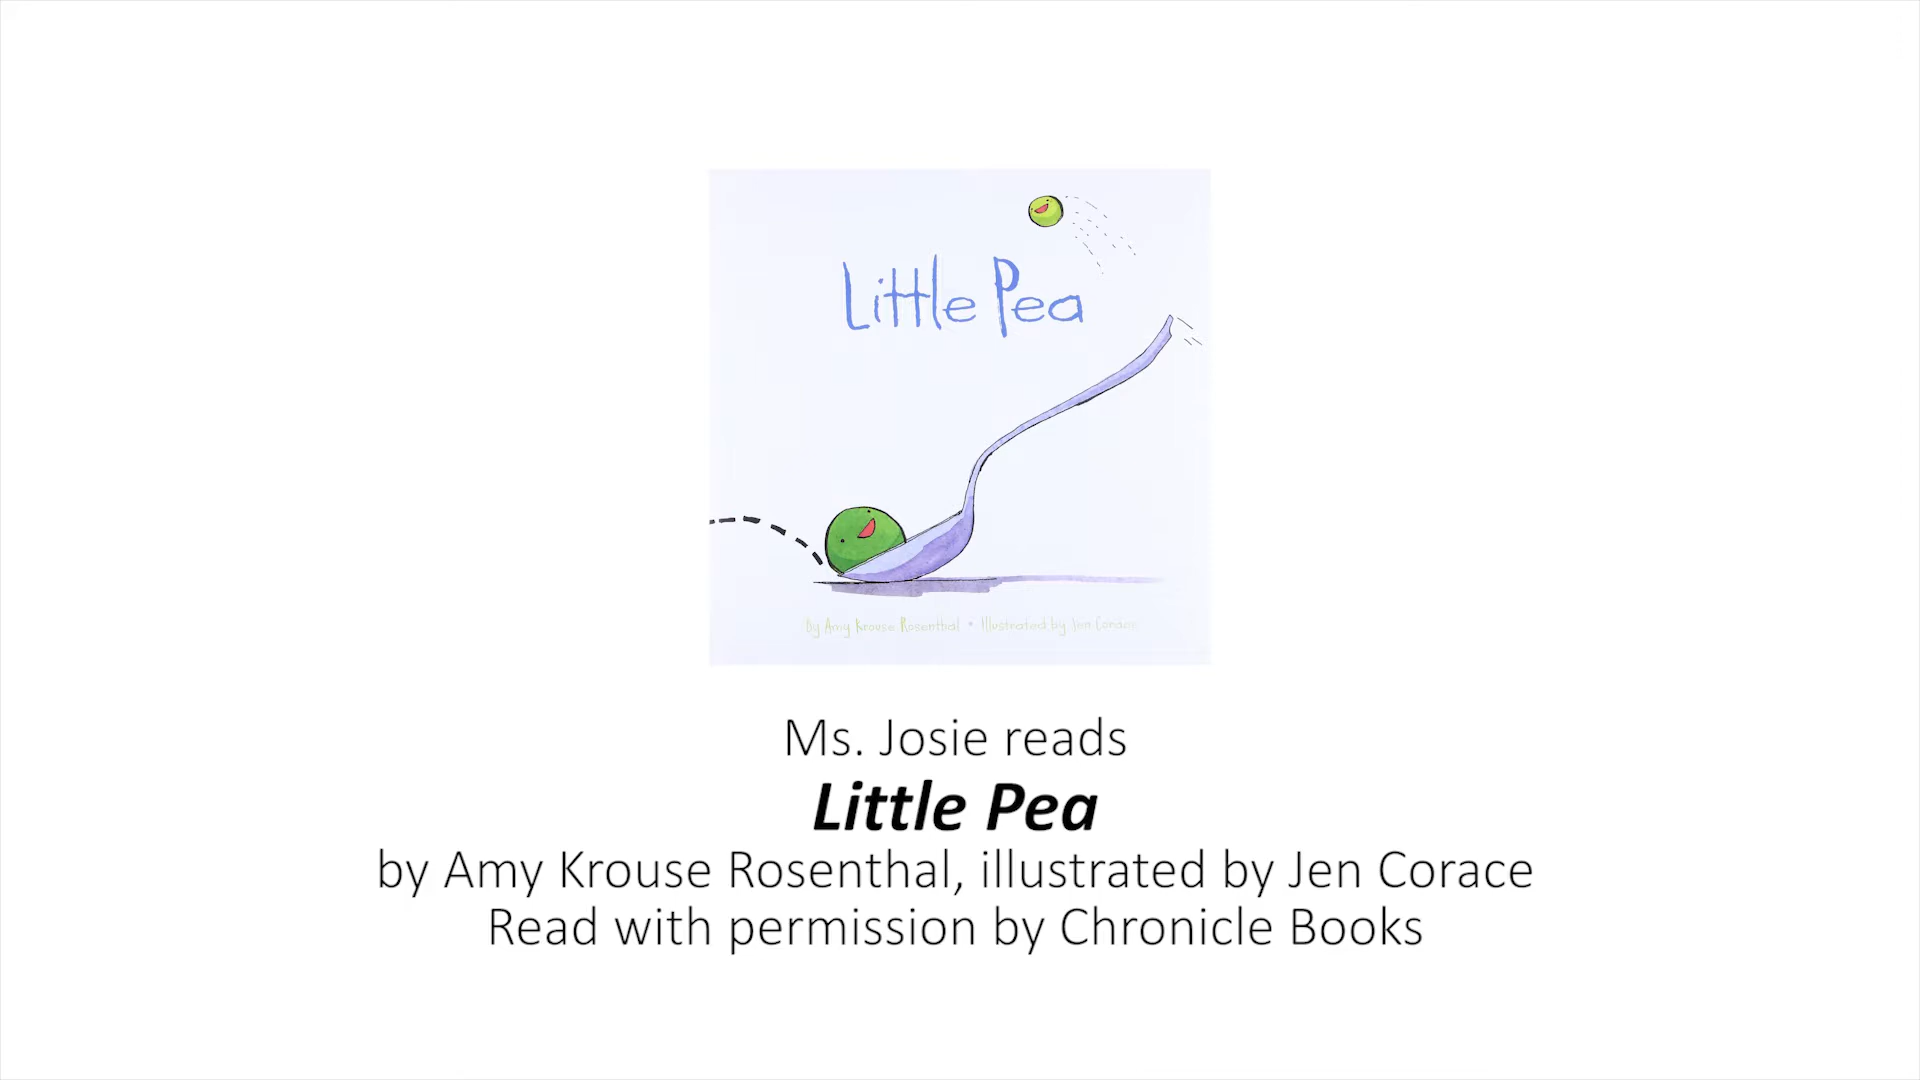 Little Pea
By Amy Krouse Rosenthal • Illustrated by Jen Corace
Ms. Josie reads
Little Pea
by Amy Krouse Rosenthal, illustrated by Jen Corace
Read with permission by Chronicle Books